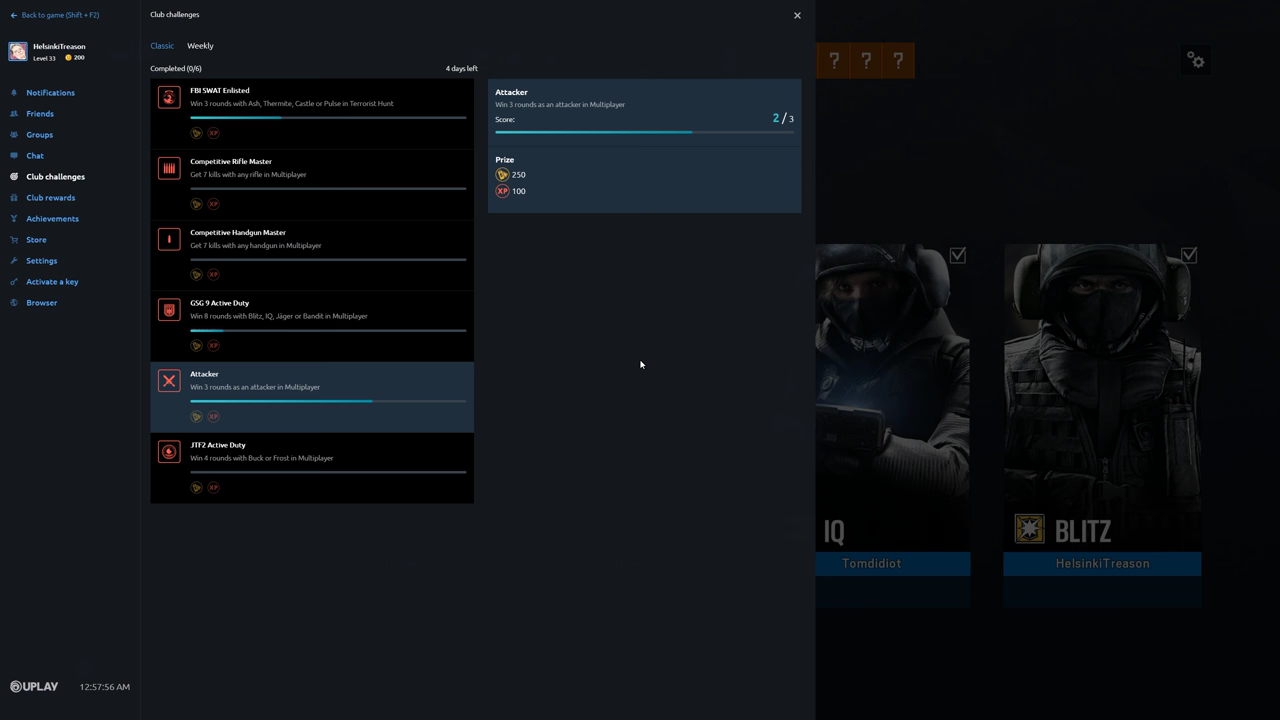 Back to game (Shift + F2)
HelsinkiTreason
Level 33 200
Notifications
Friends
Groups
Chat
Club challenges
Club rewards
Achievements
Store
Settings
Activate a key
Browser
UPLAY 12:57:56 AM
Club challenges
Classic Weekly
Completed (0/6) 4 days left
FBI SWAT Enlisted
Win 3 rounds with Ash, Thermite, Castle or Pulse in Terrorist Hunt
XP
Competitive Rifle Master
Get 7 kills with any rifle in Multiplayer
XP
Competitive Handgun Master
Get 7 kills with any handgun in Multiplayer
XP
GSG 9 Active Duty
Win 8 rounds with Blitz, IQ, Jäger or Bandit in Multiplayer
XP
Attacker
Win 3 rounds as an attacker in Multiplayer
XP
JTF2 Active Duty
Win 4 rounds with Buck or Frost in Multiplayer
XP
Attacker
Win 3 rounds as an attacker in Multiplayer
Score: 2 / 3
Prize
250
XP 100
? ? ?
IQ
Tomdidiot
BLITZ
HelsinkiTreason